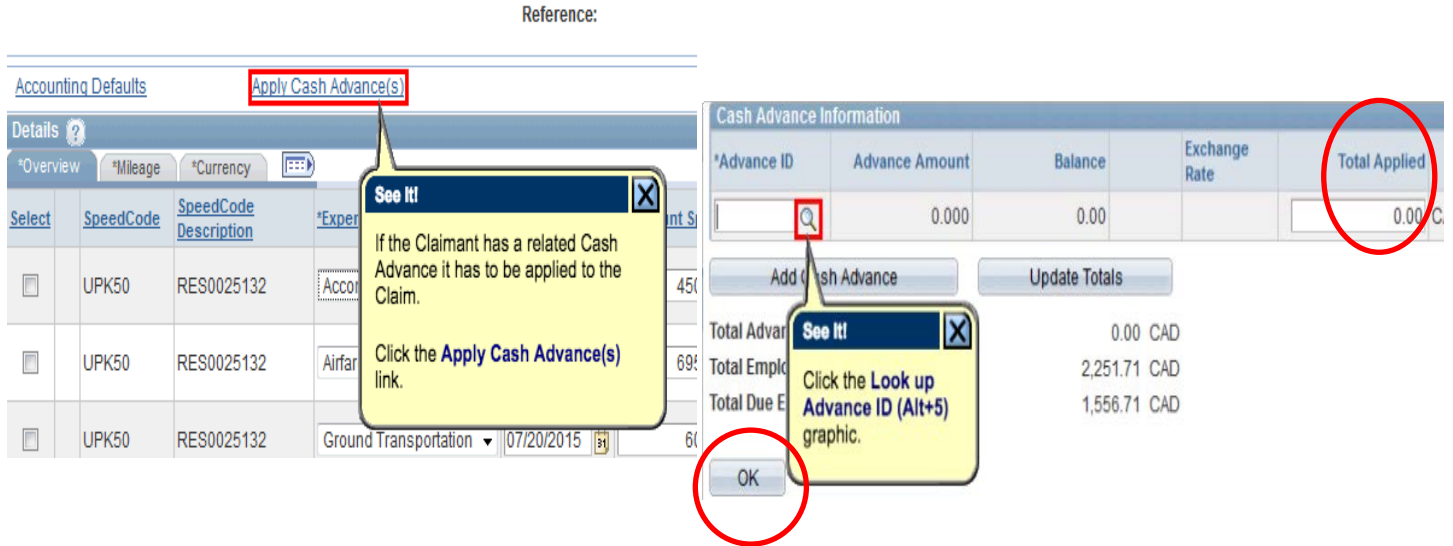 Reference:
Accounting Defaults Apply Cash Advance(s)
Details
*Overview *Mileage *Currency
Select SpeedCode SpeedCode Description
UPK50 RES0025132 450
UPK50 RES0025132 695
UPK50 RES0025132 Ground Transportation 07/20/2015 31 60
See It! X
If the Claimant has a related Cash
Advance it has to be applied to the
Claim.
Click the Apply Cash Advance(s)
link.
Cash Advance Information
*Advance ID Advance Amount Balance Exchange Rate Total Applied
0.000 0.00 0.00
Add Cash Advance Update Totals
Total 0.00 CAD
Total 2,251.71 CAD
Total Due 1,556.71 CAD
See It! X
Click the Look up
Advance ID (Alt+5)
graphic.
OK